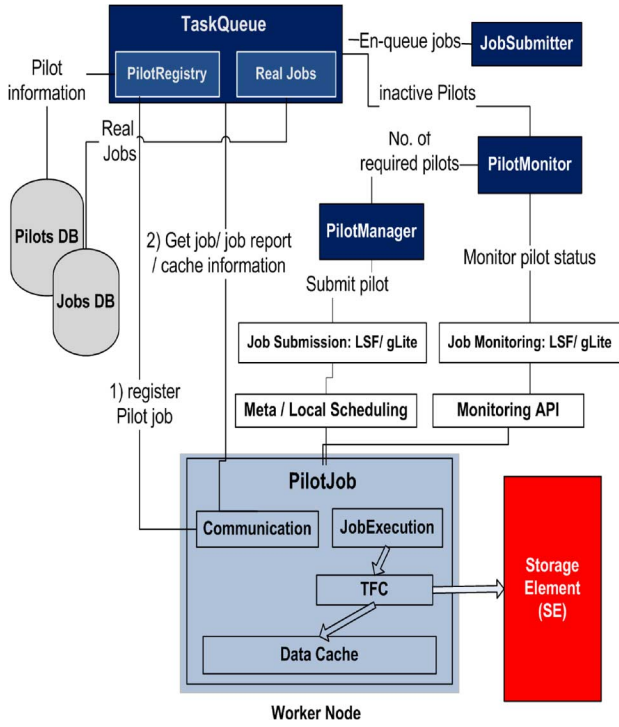 TaskQueue
PilotRegistry
Real Jobs
En-queue jobs
JobSubmitter
Pilot
information
inactive Pilots
Real
Jobs
No. of
required pilots
PilotMonitor
Pilots DB
Jobs DB
2) Get job/ job report
/ cache information
PilotManager
Submit pilot
Monitor pilot status
Job Submission: LSF/ gLite
Job Monitoring: LSF/ gLite
1) register
Pilot job
Meta / Local Scheduling
Monitoring API
PilotJob
Communication
JobExecution
TFC
Data Cache
Storage
Element
(SE)
Worker Node